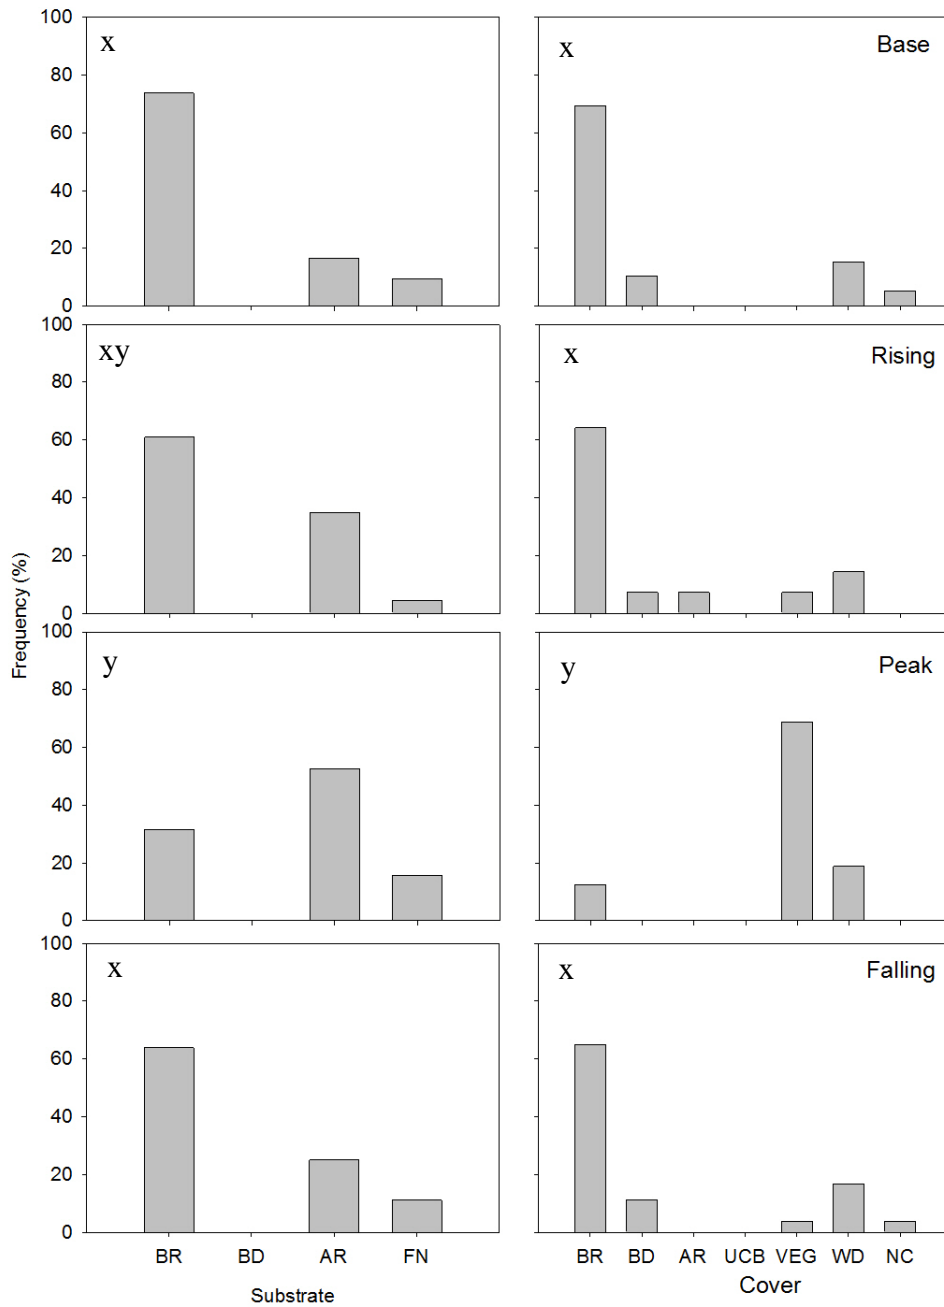 100
80
60
40
20
0
x
x
Base
100
80
60
40
20
0
xy
x
Rising
100
80
60
40
20
0
y
y
Peak
100
80
60
40
20
0
x
x
Falling
Frequency (%)
BR BD AR FN
Substrate
BR BD AR UCB VEG WD NC
Cover